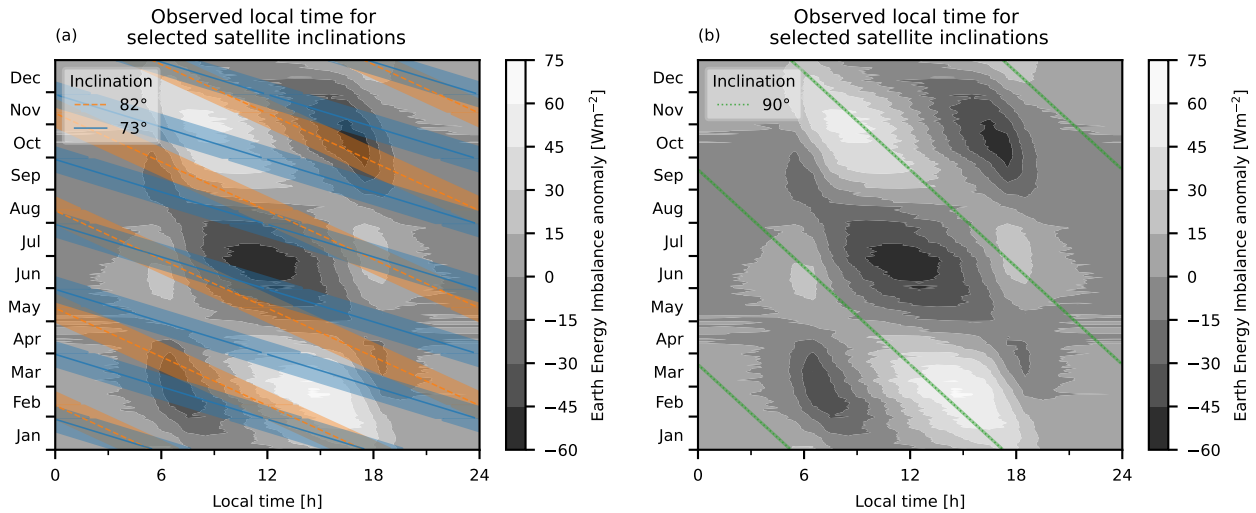 Observed local time for
selected satellite inclinations
(a)
Inclination
82°
73°
Dec
Nov
Oct
Sep
Aug
Jul
Jun
May
Apr
Mar
Feb
Jan
0 6 12 18 24
Local time [h]
75
60
45
30
15
0
−15
−30
−45
−60
Earth Energy Imbalance anomaly [Wm⁻²]
Observed local time for
selected satellite inclinations
(b)
Inclination
90°
Dec
Nov
Oct
Sep
Aug
Jul
Jun
May
Apr
Mar
Feb
Jan
0 6 12 18 24
Local time [h]
75
60
45
30
15
0
−15
−30
−45
−60
Earth Energy Imbalance anomaly [Wm⁻²]